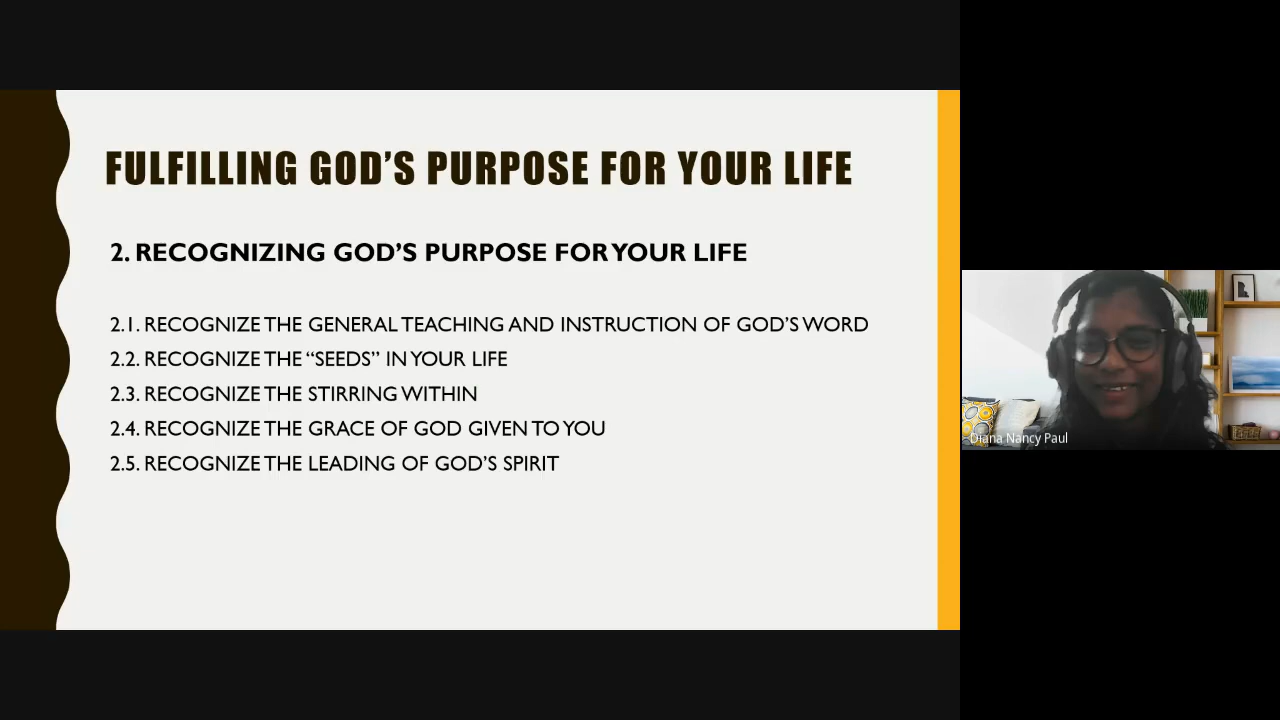 FULFILLING GOD’S PURPOSE FOR YOUR LIFE
2. RECOGNIZING GOD’S PURPOSE FOR YOUR LIFE
2.1. RECOGNIZE THE GENERAL TEACHING AND INSTRUCTION OF GOD’S WORD
2.2. RECOGNIZE THE “SEEDS” IN YOUR LIFE
2.3. RECOGNIZE THE STIRRING WITHIN
2.4. RECOGNIZE THE GRACE OF GOD GIVEN TO YOU
2.5. RECOGNIZE THE LEADING OF GOD’S SPIRIT
Diana Nancy Paul